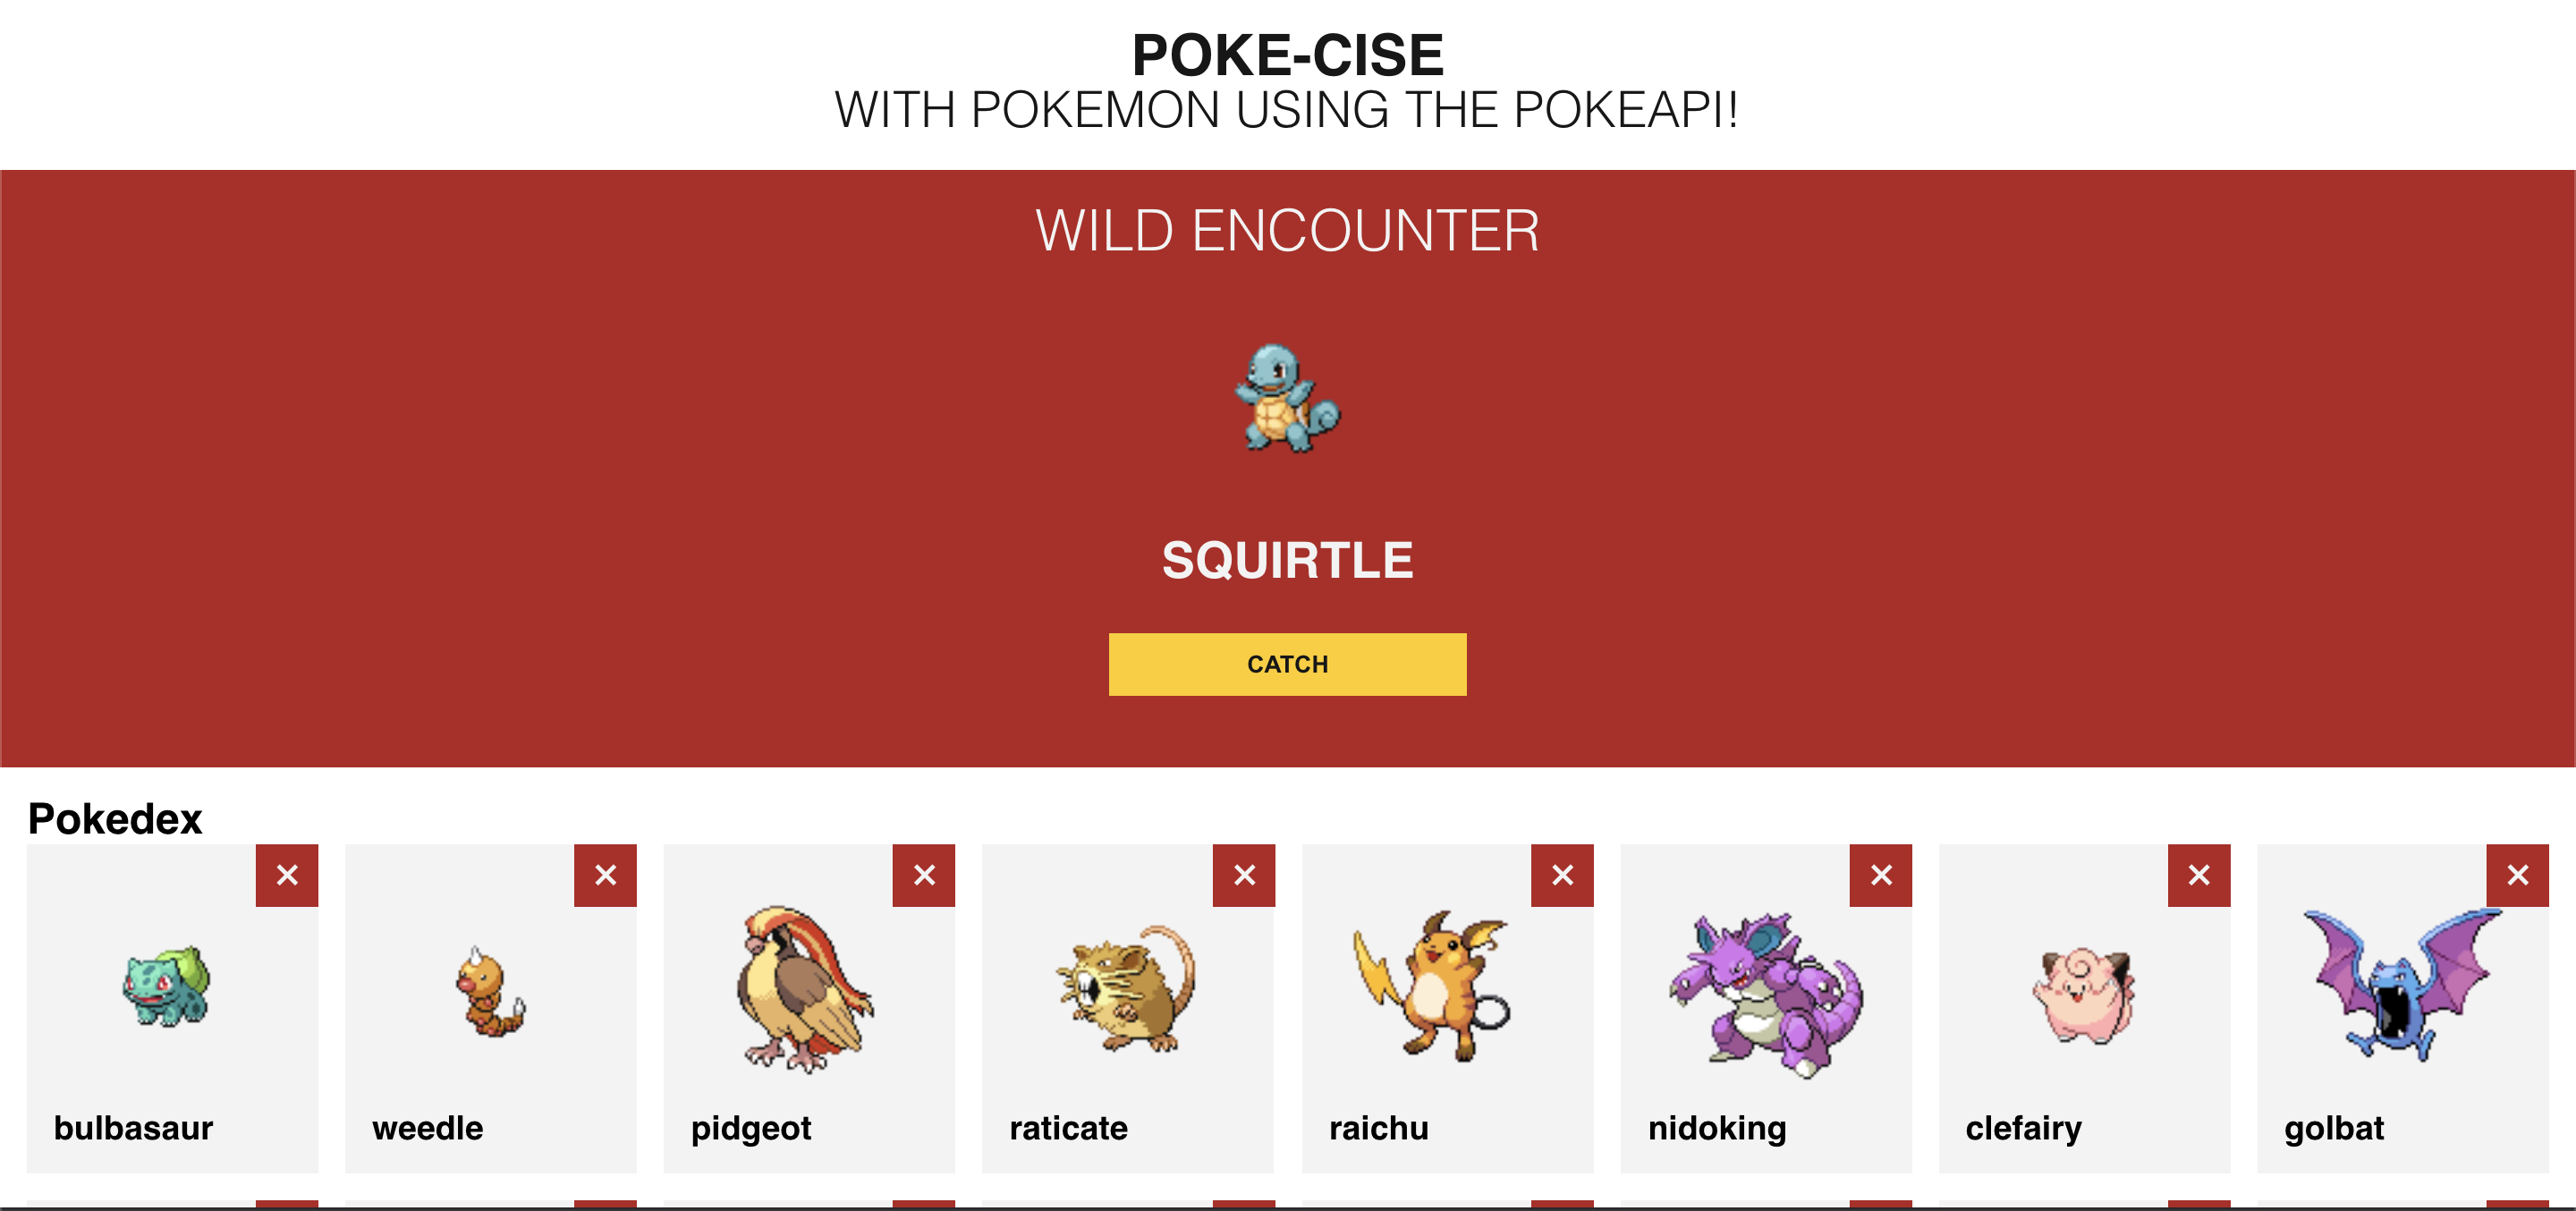 POKE-CISE
WITH POKEMON USING THE POKEAPI!
WILD ENCOUNTER
SQUIRTLE
CATCH
Pokedex
bulbasaur weedle pidgeot raticate raichu nidoking clefairy golbat